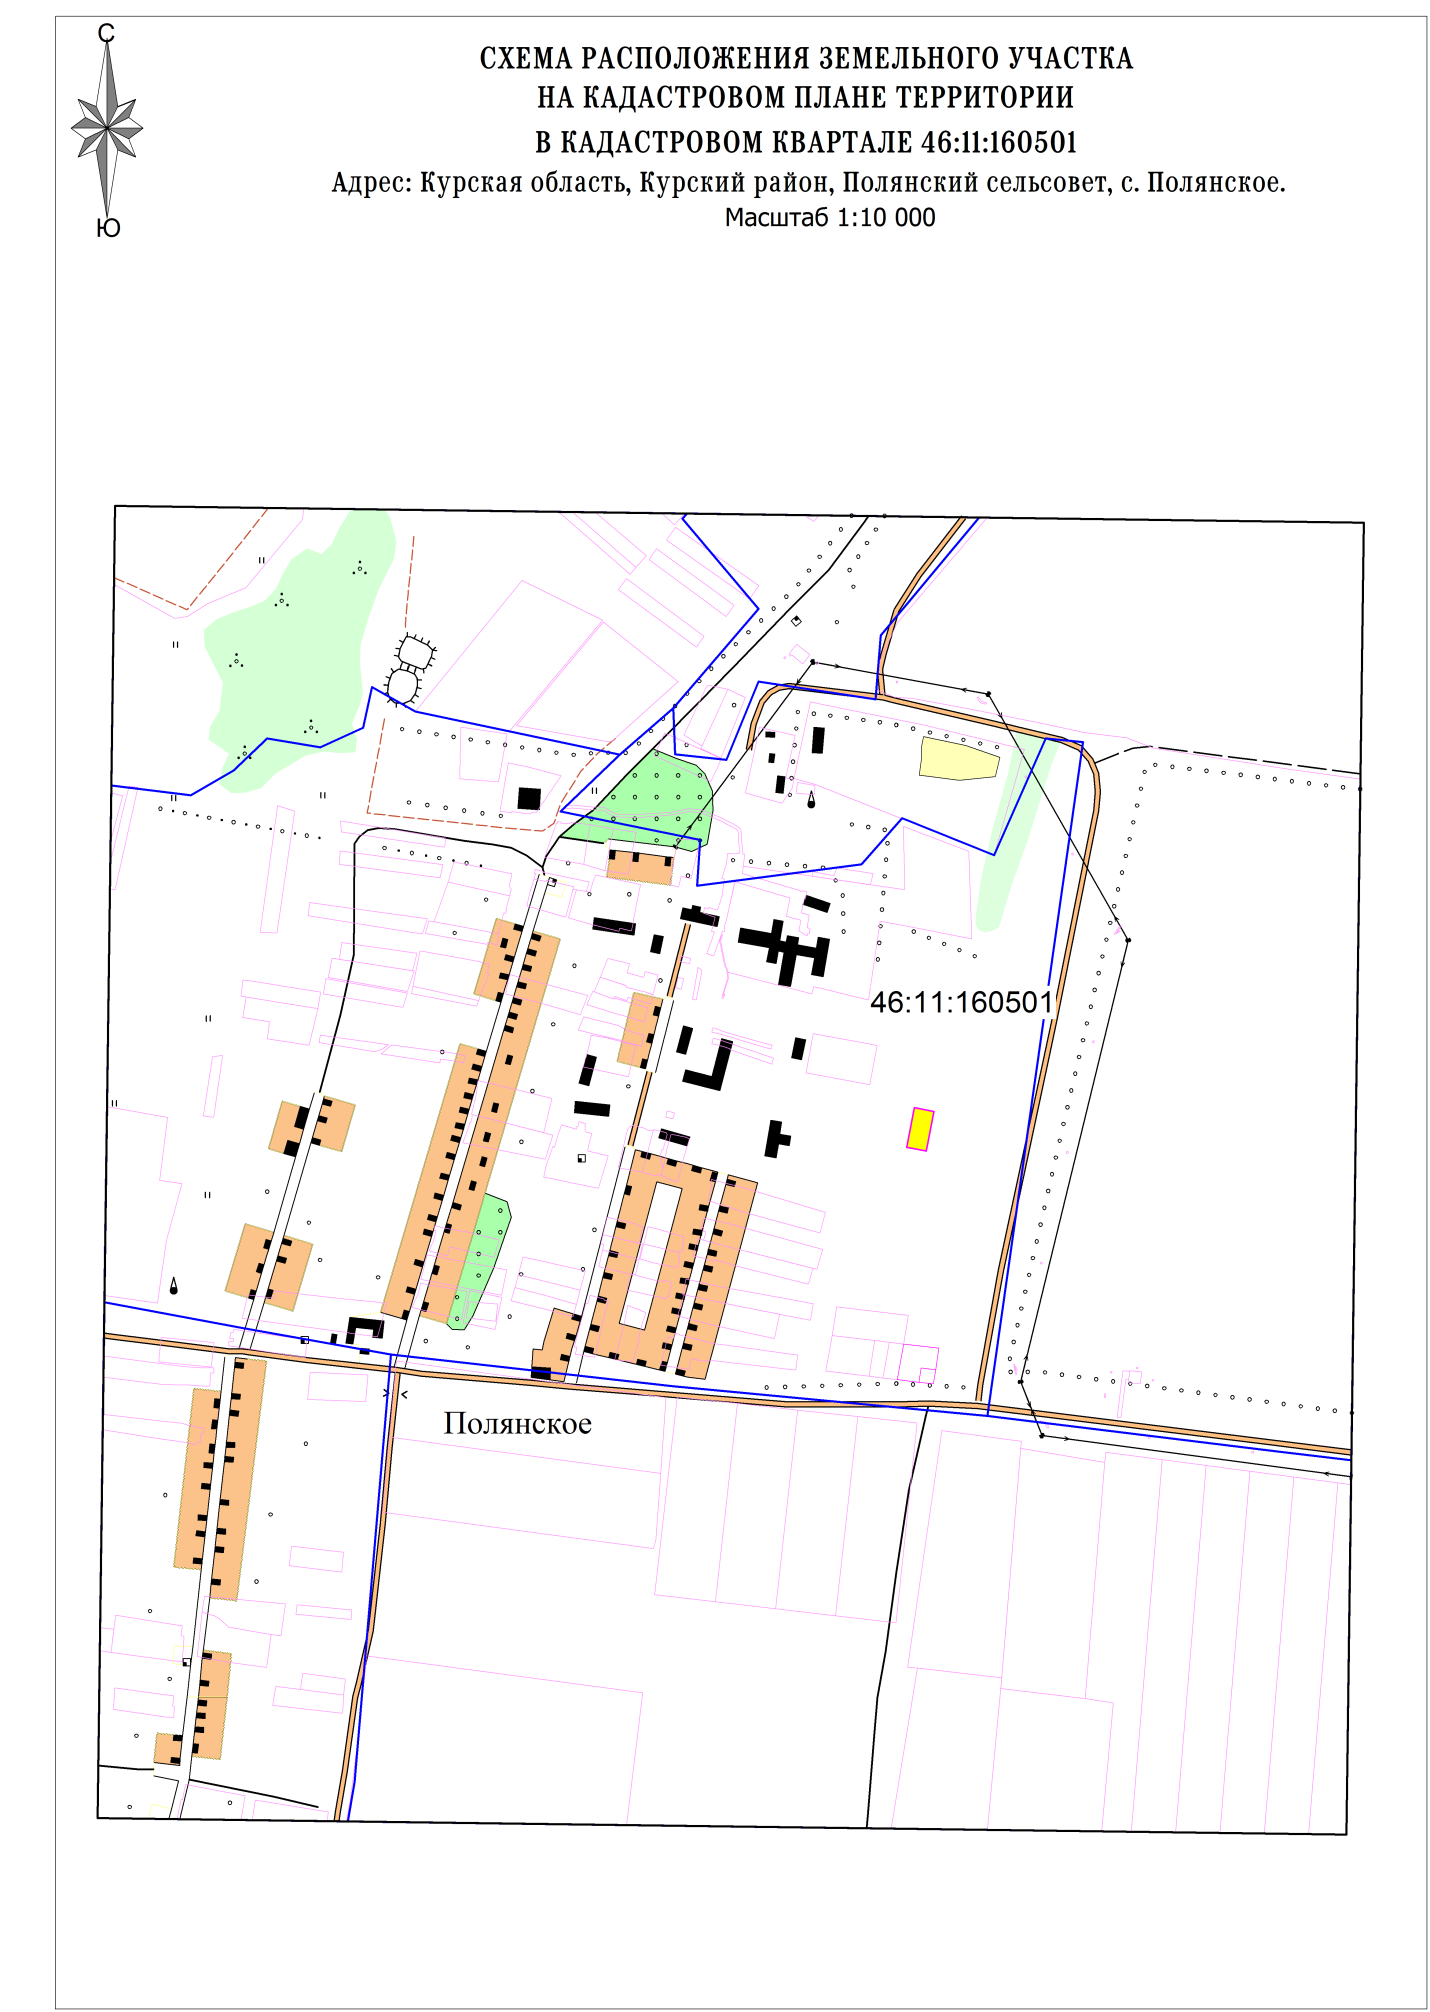 С
СХЕМА РАСПОЛОЖЕНИЯ ЗЕМЕЛЬНОГО УЧАСТКА
НА КАДАСТРОВОМ ПЛАНЕ ТЕРРИТОРИИ
В КАДАСТРОВОМ КВАРТАЛЕ 46:11:160501
Адрес: Курская область, Курский район, Полянский сельсовет, с. Полянское.
Масштаб 1:10 000
Ю
46:11:160501
Полянское